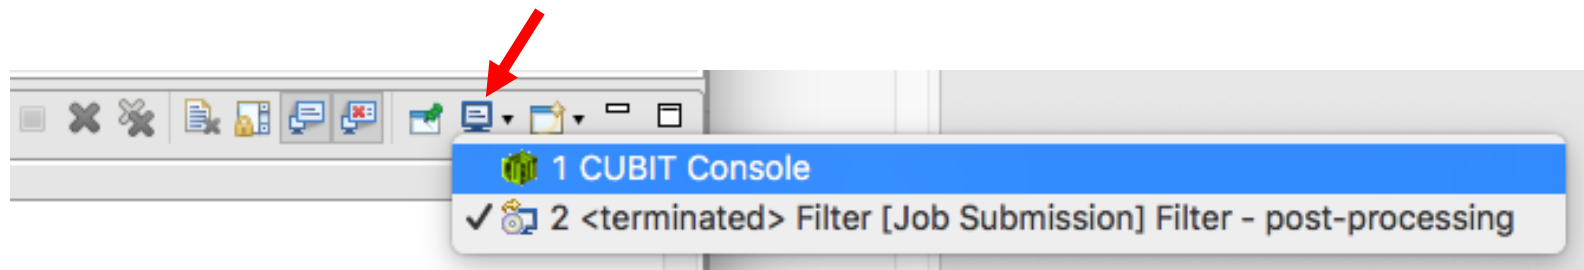 1 CUBIT Console
2 <terminated> Filter [Job Submission] Filter - post-processing